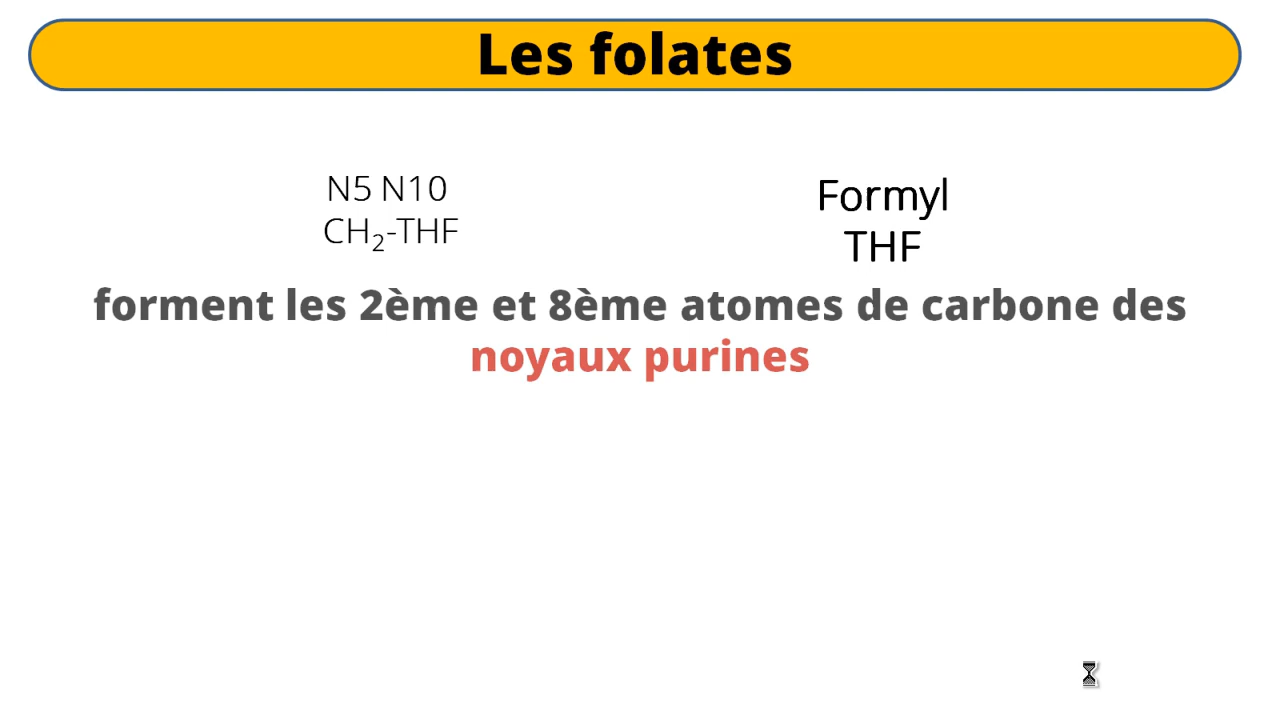 Les folates
N5 N10
CH₂-THF
Formyl
THF
forment les 2ème et 8ème atomes de carbone des
noyaux purines